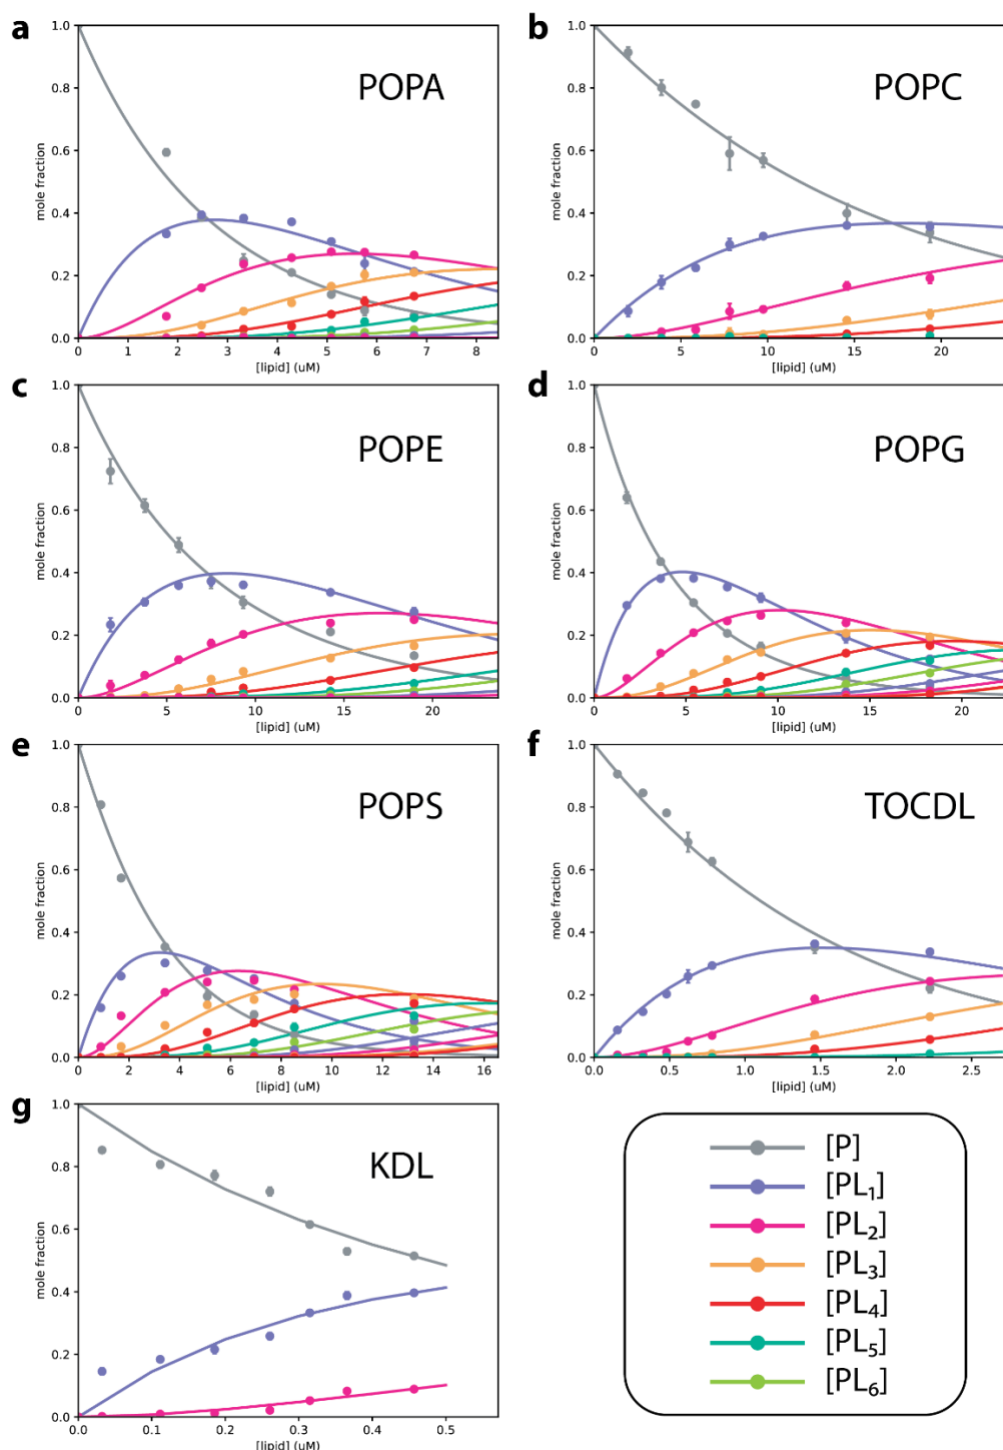 a
POPA
1.0
0.8
0.6
0.4
0.2
0.0
mole fraction
0 1 2 3 4 5 6 7 8
[lipid] (uM)
b
POPC
1.0
0.8
0.6
0.4
0.2
0.0
mole fraction
0 5 10 15 20
[lipid] (uM)
c
POPE
1.0
0.8
0.6
0.4
0.2
0.0
mole fraction
0 5 10 15 20
[lipid] (uM)
d
POPG
1.0
0.8
0.6
0.4
0.2
0.0
mole fraction
0 5 10 15 20
[lipid] (uM)
e
POPS
1.0
0.8
0.6
0.4
0.2
0.0
mole fraction
0 2 4 6 8 10 12 14 16
[lipid] (uM)
f
TOCDL
1.0
0.8
0.6
0.4
0.2
0.0
mole fraction
0.0 0.5 1.0 1.5 2.0 2.5
[lipid] (uM)
g
KDL
1.0
0.8
0.6
0.4
0.2
0.0
mole fraction
0.0 0.1 0.2 0.3 0.4 0.5
[lipid] (uM)
[P]
[PL₁]
[PL₂]
[PL₃]
[PL₄]
[PL₅]
[PL₆]